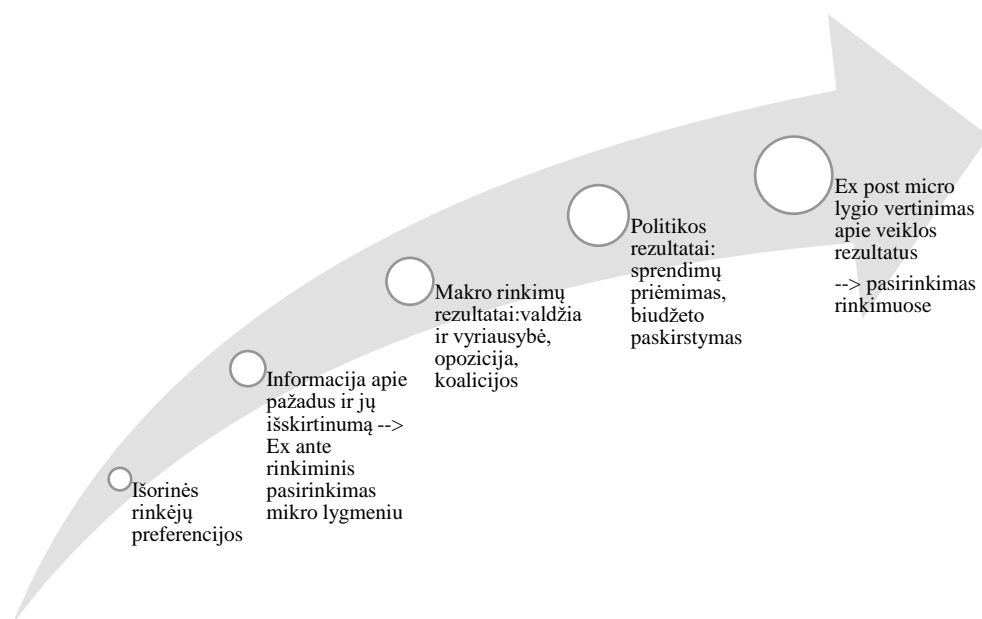 Išorinės
rinkėjų
preferencijos
Informacija apie
pažadus ir jų
išskirtinumą -->
Ex ante
rinkiminis
pasirinkimas
mikro lygmeniu
Makro rinkimų
rezultatai:valdžia
ir vyriausybė,
opozicija,
koalicijos
Politikos
rezultatai:
sprendimų
priėmimas,
biudžeto
paskirstymas
Ex post micro
lygio vertinimas
apie veiklos
rezultatus
--> pasirinkimas
rinkimuose